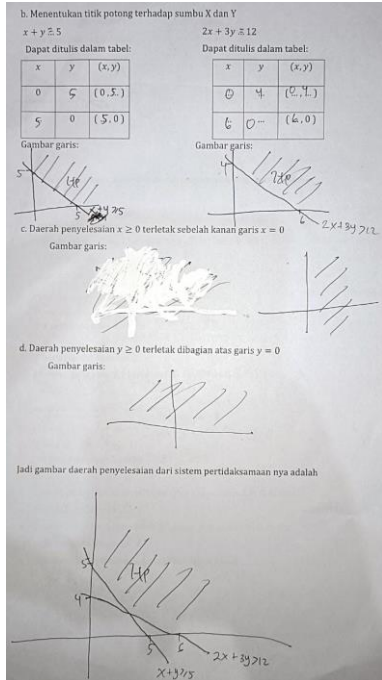 b. Menentukan titik potong terhadap sumbu X dan Y
x + y ≥ 5 2x + 3y ≥ 12
Dapat ditulis dalam tabel: Dapat ditulis dalam tabel:
x y (x, y) x y (x, y)
0 5 (0,5.) 0 4 (0,4..)
5 0 (5.0) 6 0 (6,0)
Gambar garis: Gambar garis:
5 4
5 x+y≥5 6 2x+3y≥12
c. Daerah penyelesaian x ≥ 0 terletak sebelah kanan garis x = 0
Gambar garis:
d. Daerah penyelesaian y ≥ 0 terletak dibagian atas garis y = 0
Gambar garis:
Jadi gambar daerah penyelesaian dari sistem pertidaksamaan nya adalah
5
4
5 6 2x + 3y ≥12
x+y≥5